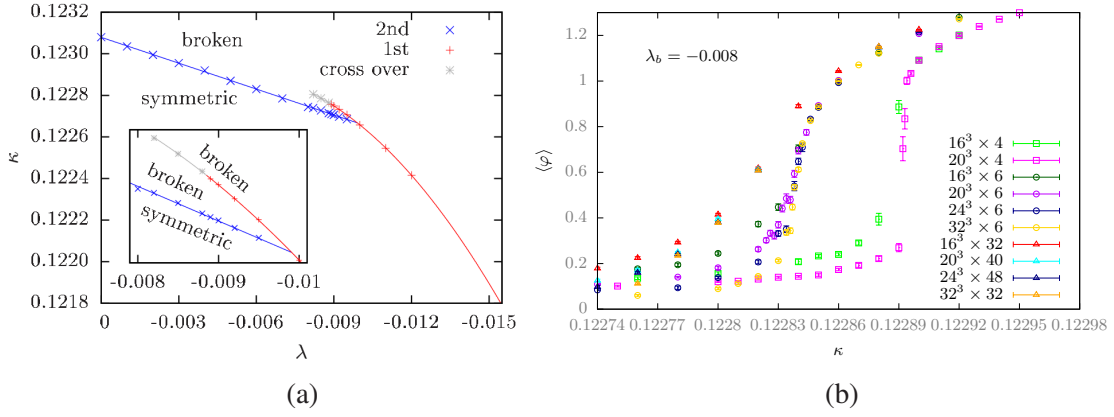 0.1230
0.1228
0.1226
0.1224
0.1222
0.1220
0.1218
κ
broken
symmetric
2nd
1st
cross over
broken
broken
symmetric
-0.008
-0.009
-0.01
0
-0.003
-0.006
-0.009
-0.012
-0.015
λ
(a)
1.2
1
0.8
0.6
0.4
0.2
0
⟨φ⟩
λb = −0.008
16³ × 4
20³ × 4
16³ × 6
20³ × 6
24³ × 6
32³ × 6
16³ × 32
20³ × 40
24³ × 48
32³ × 32
0.12274
0.12277
0.1228
0.12283
0.12286
0.12289
0.12292
0.12295
0.12298
κ
(b)